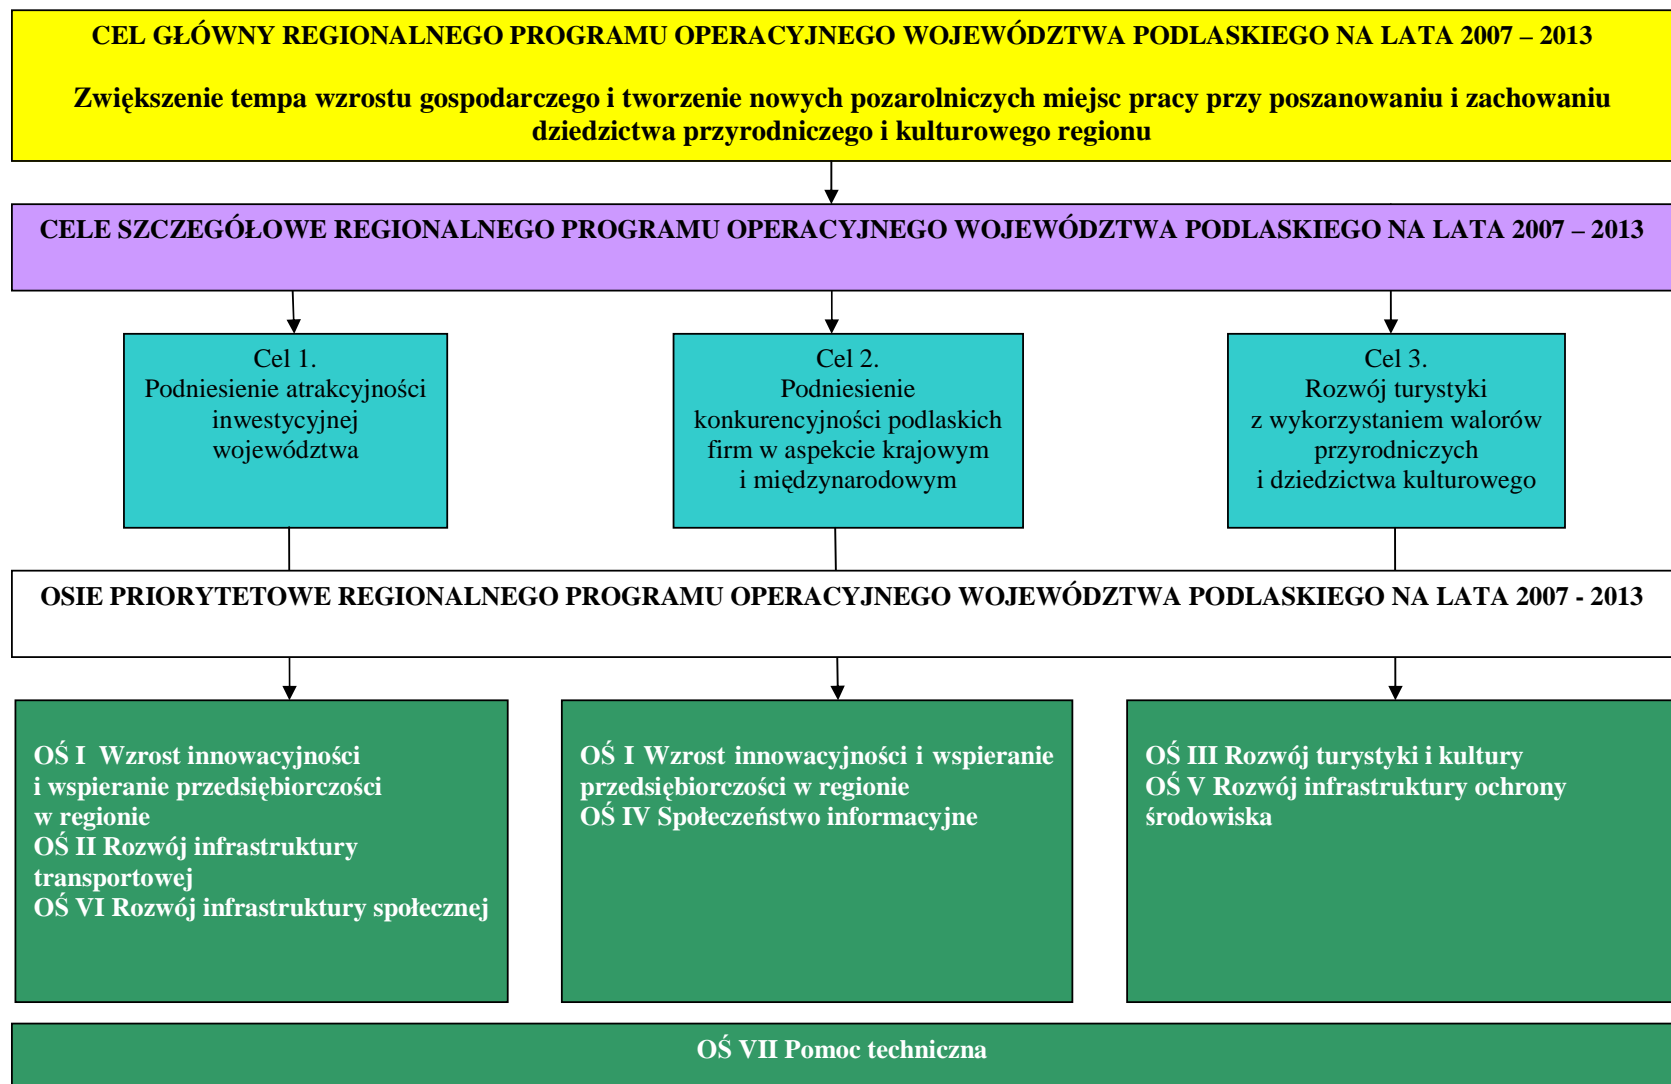 CEL GŁÓWNY REGIONALNEGO PROGRAMU OPERACYJNEGO WOJEWÓDZTWA PODLASKIEGO NA LATA 2007 – 2013
Zwiększenie tempa wzrostu gospodarczego i tworzenie nowych pozarolniczych miejsc pracy przy poszanowaniu i zachowaniu
dziedzictwa przyrodniczego i kulturowego regionu
CELE SZCZEGÓŁOWE REGIONALNEGO PROGRAMU OPERACYJNEGO WOJEWÓDZTWA PODLASKIEGO NA LATA 2007 – 2013
Cel 1.
Podniesienie atrakcyjności
inwestycyjnej
województwa
Cel 2.
Podniesienie
konkurencyjności podlaskich
firm w aspekcie krajowym
i międzynarodowym
Cel 3.
Rozwój turystyki
z wykorzystaniem walorów
przyrodniczych
i dziedzictwa kulturowego
OSIE PRIORYTETOWE REGIONALNEGO PROGRAMU OPERACYJNEGO WOJEWÓDZTWA PODLASKIEGO NA LATA 2007 - 2013
OŚ I Wzrost innowacyjności
i wspieranie przedsiębiorczości
w regionie
OŚ II Rozwój infrastruktury
transportowej
OŚ VI Rozwój infrastruktury społecznej
OŚ I Wzrost innowacyjności i wspieranie
przedsiębiorczości w regionie
OŚ IV Społeczeństwo informacyjne
OŚ III Rozwój turystyki i kultury
OŚ V Rozwój infrastruktury ochrony
środowiska
OŚ VII Pomoc techniczna